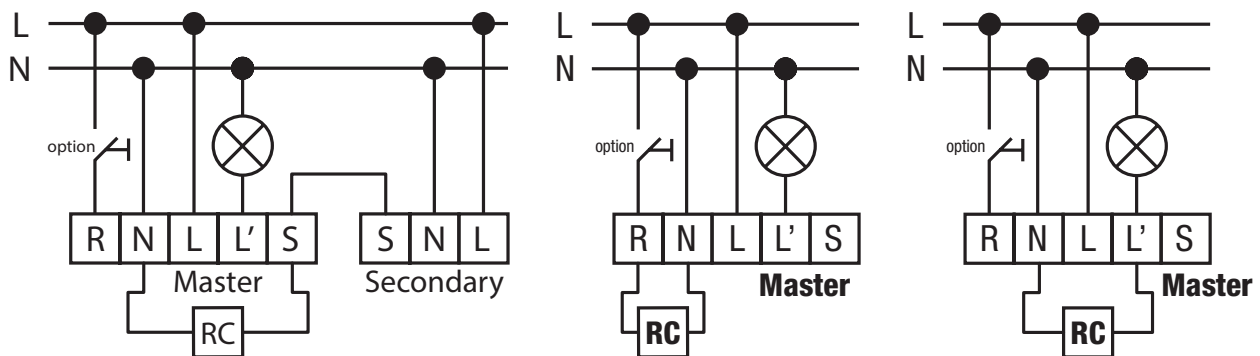 L L L
N N N
option option option
R N L L' S S N L R N L L' S R N L L' S
Master Secondary Master Master
RC RC RC